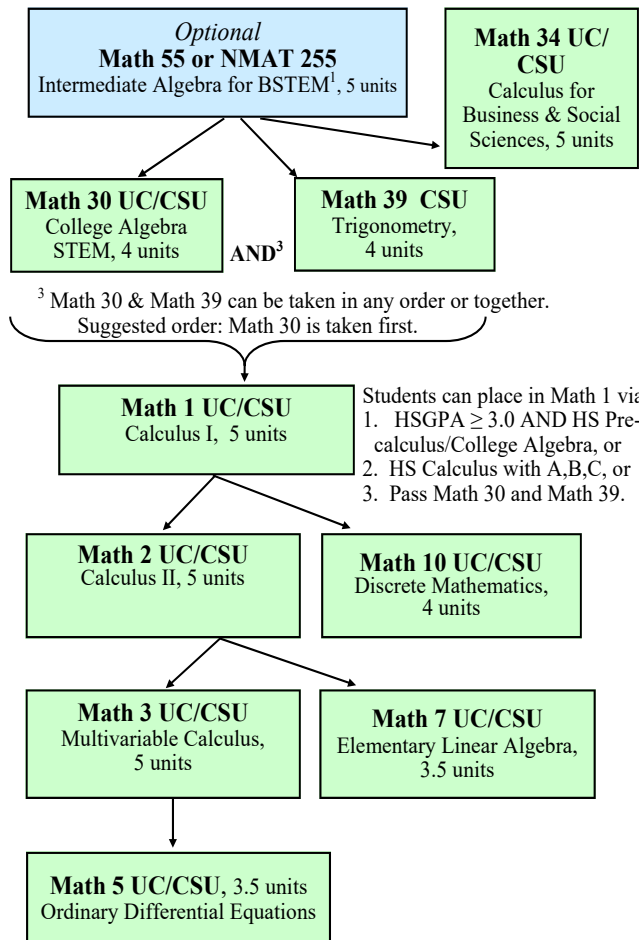 Optional
Math 55 or NMAT 255
Intermediate Algebra for BSTEM¹, 5 units
Math 34 UC/
CSU
Calculus for
Business & Social
Sciences, 5 units
Math 30 UC/CSU
College Algebra
STEM, 4 units
AND³
Math 39 CSU
Trigonometry,
4 units
³ Math 30 & Math 39 can be taken in any order or together.
Suggested order: Math 30 is taken first.
Math 1 UC/CSU
Calculus I, 5 units
Students can place in Math 1 via
1. HSGPA ≥ 3.0 AND HS Pre-
calculus/College Algebra, or
2. HS Calculus with A,B,C, or
3. Pass Math 30 and Math 39.
Math 2 UC/CSU
Calculus II, 5 units
Math 10 UC/CSU
Discrete Mathematics,
4 units
Math 3 UC/CSU
Multivariable Calculus,
5 units
Math 7 UC/CSU
Elementary Linear Algebra,
3.5 units
Math 5 UC/CSU, 3.5 units
Ordinary Differential Equations